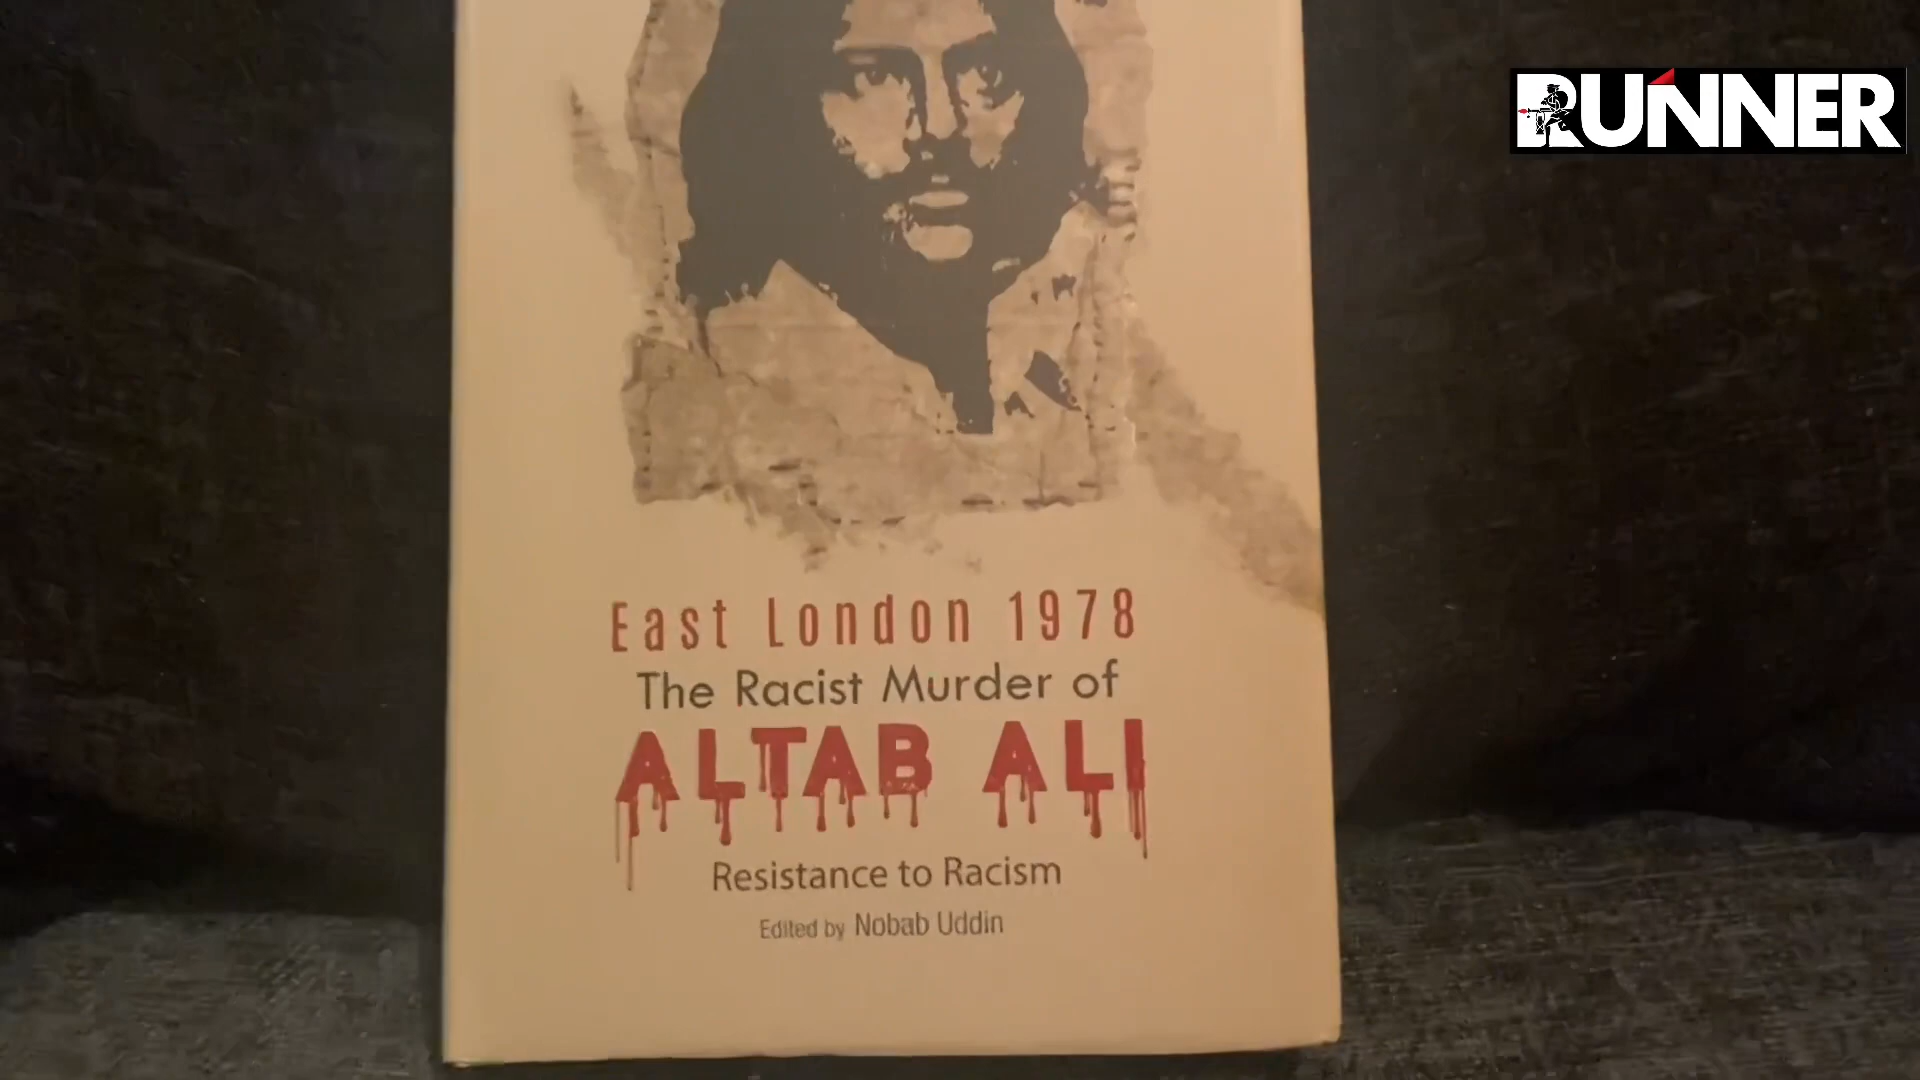 RUNNER
East London 1978
The Racist Murder of
ALTAB ALI
Resistance to Racism
Edited by Nobab Uddin